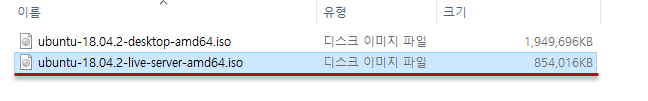 이름 유형 크기
ubuntu-18.04.2-desktop-amd64.iso 디스크 이미지 파일 1,949,696KB
ubuntu-18.04.2-live-server-amd64.iso 디스크 이미지 파일 854,016KB